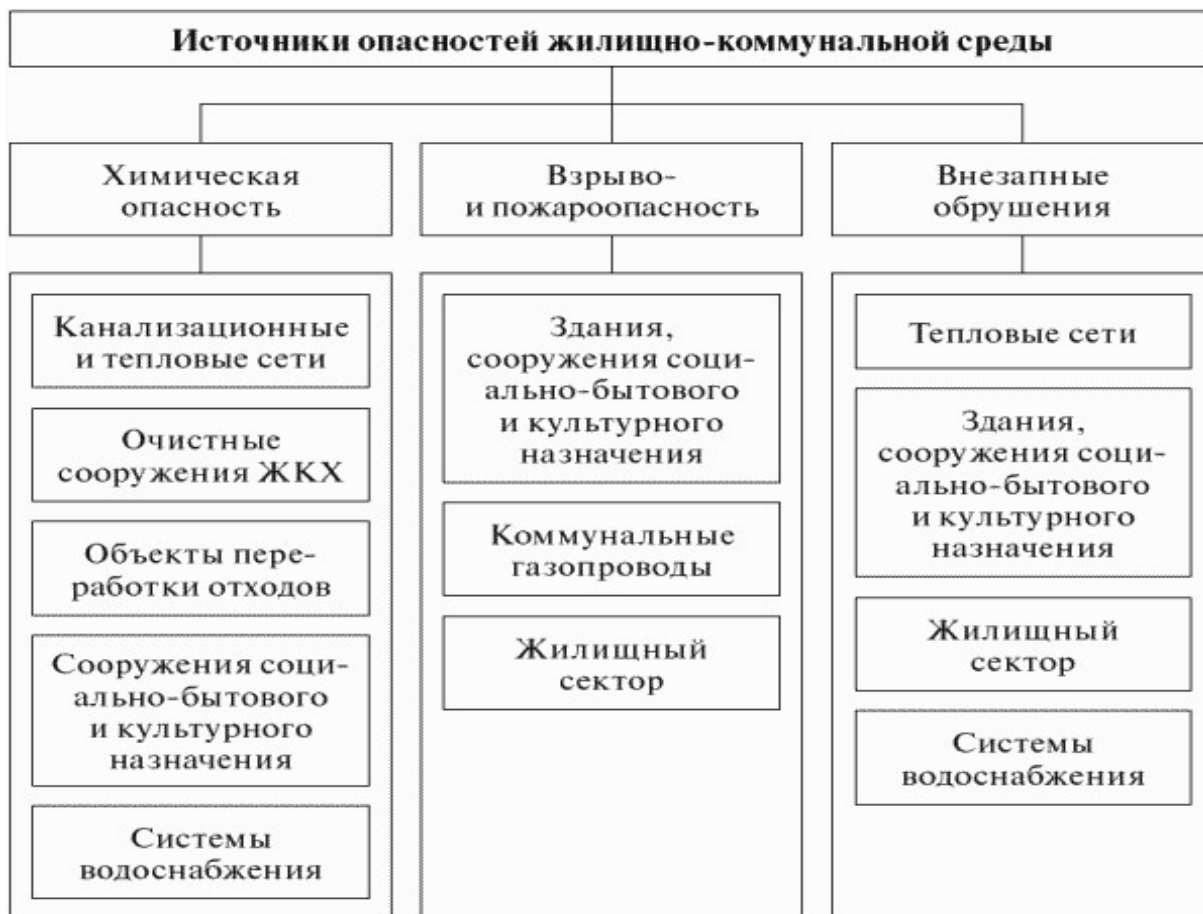 Источники опасностей жилищно-коммунальной среды
Химическая
опасность
Взрыво-
и пожароопасность
Внезапные
обрушения
Канализационные
и тепловые сети
Очистные
сооружения ЖКХ
Объекты пере-
работки отходов
Сооружения соци-
ально-бытового
и культурного
назначения
Системы
водоснабжения
Здания,
сооружения соци-
ально-бытового
и культурного
назначения
Коммунальные
газопроводы
Жилищный
сектор
Тепловые сети
Здания,
сооружения соци-
ально-бытового
и культурного
назначения
Жилищный
сектор
Системы
водоснабжения